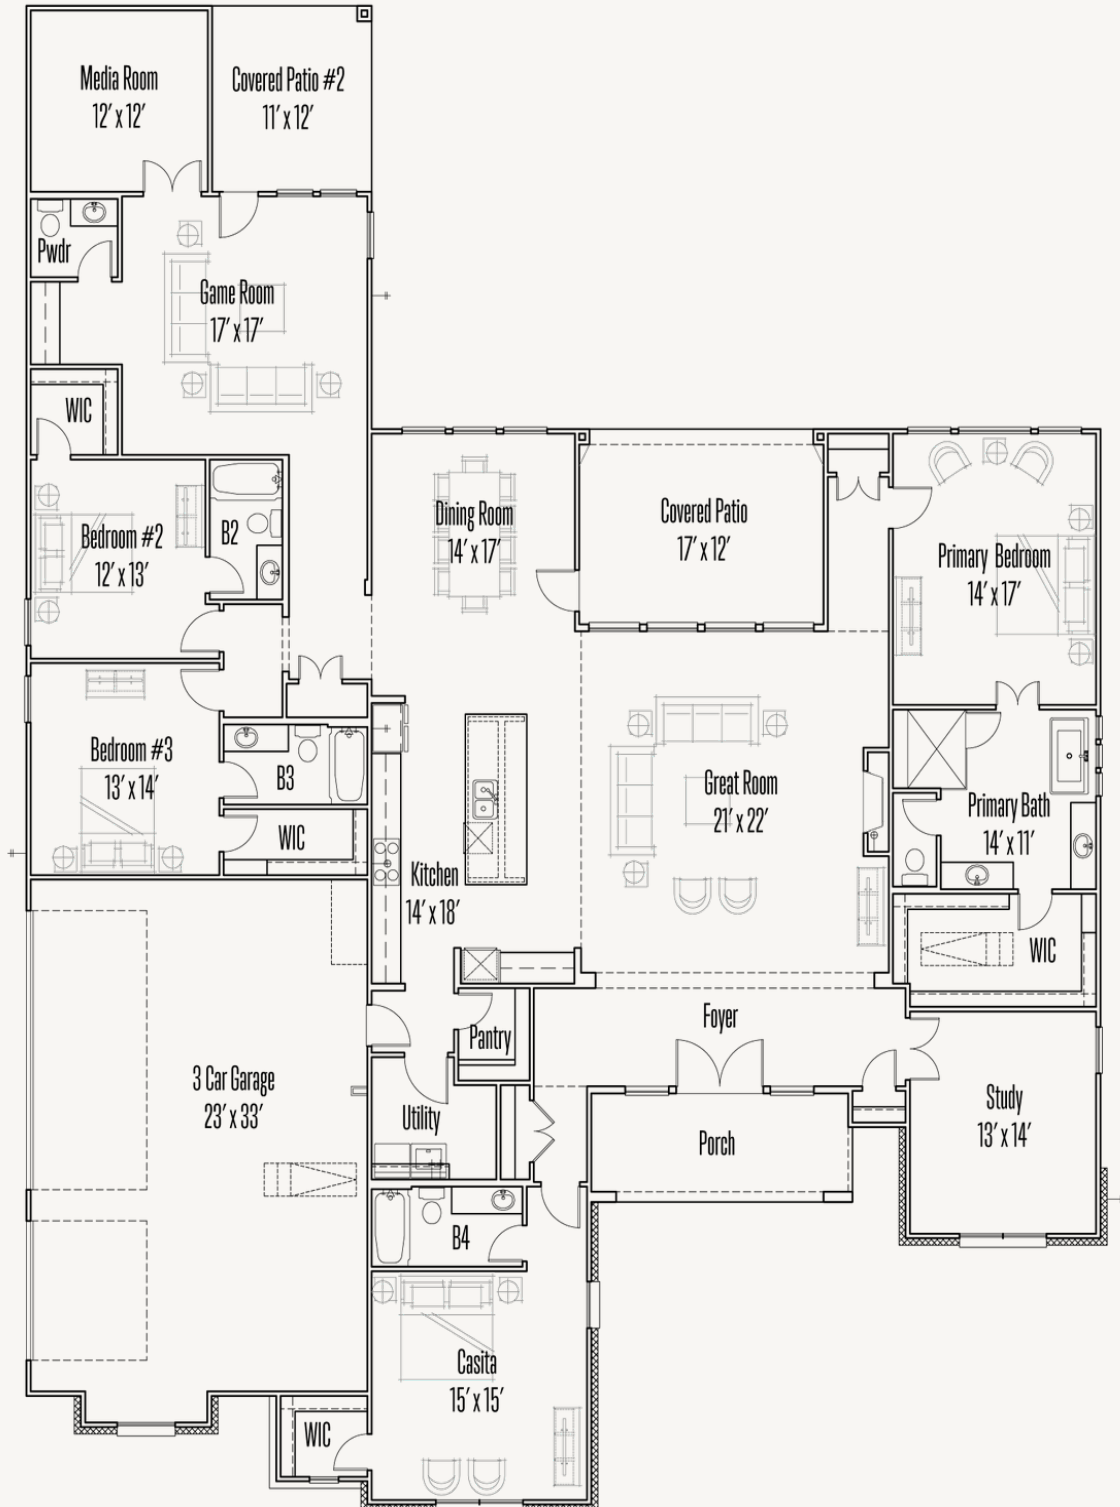 Media Room
12' x 12'
Covered Patio #2
11' x 12'
Pwdr
Game Room
17' x 17'
WIC
Bedroom #2
12' x 13'
B2
Dining Room
14' x 17'
Covered Patio
17' x 12'
Primary Bedroom
14' x 17'
Bedroom #3
13' x 14'
B3
WIC
Kitchen
14' x 18'
Great Room
21' x 22'
Primary Bath
14' x 11'
WIC
Foyer
Pantry
3 Car Garage
23' x 33'
Utility
Porch
Study
13' x 14'
B4
Casita
15' x 15'
WIC